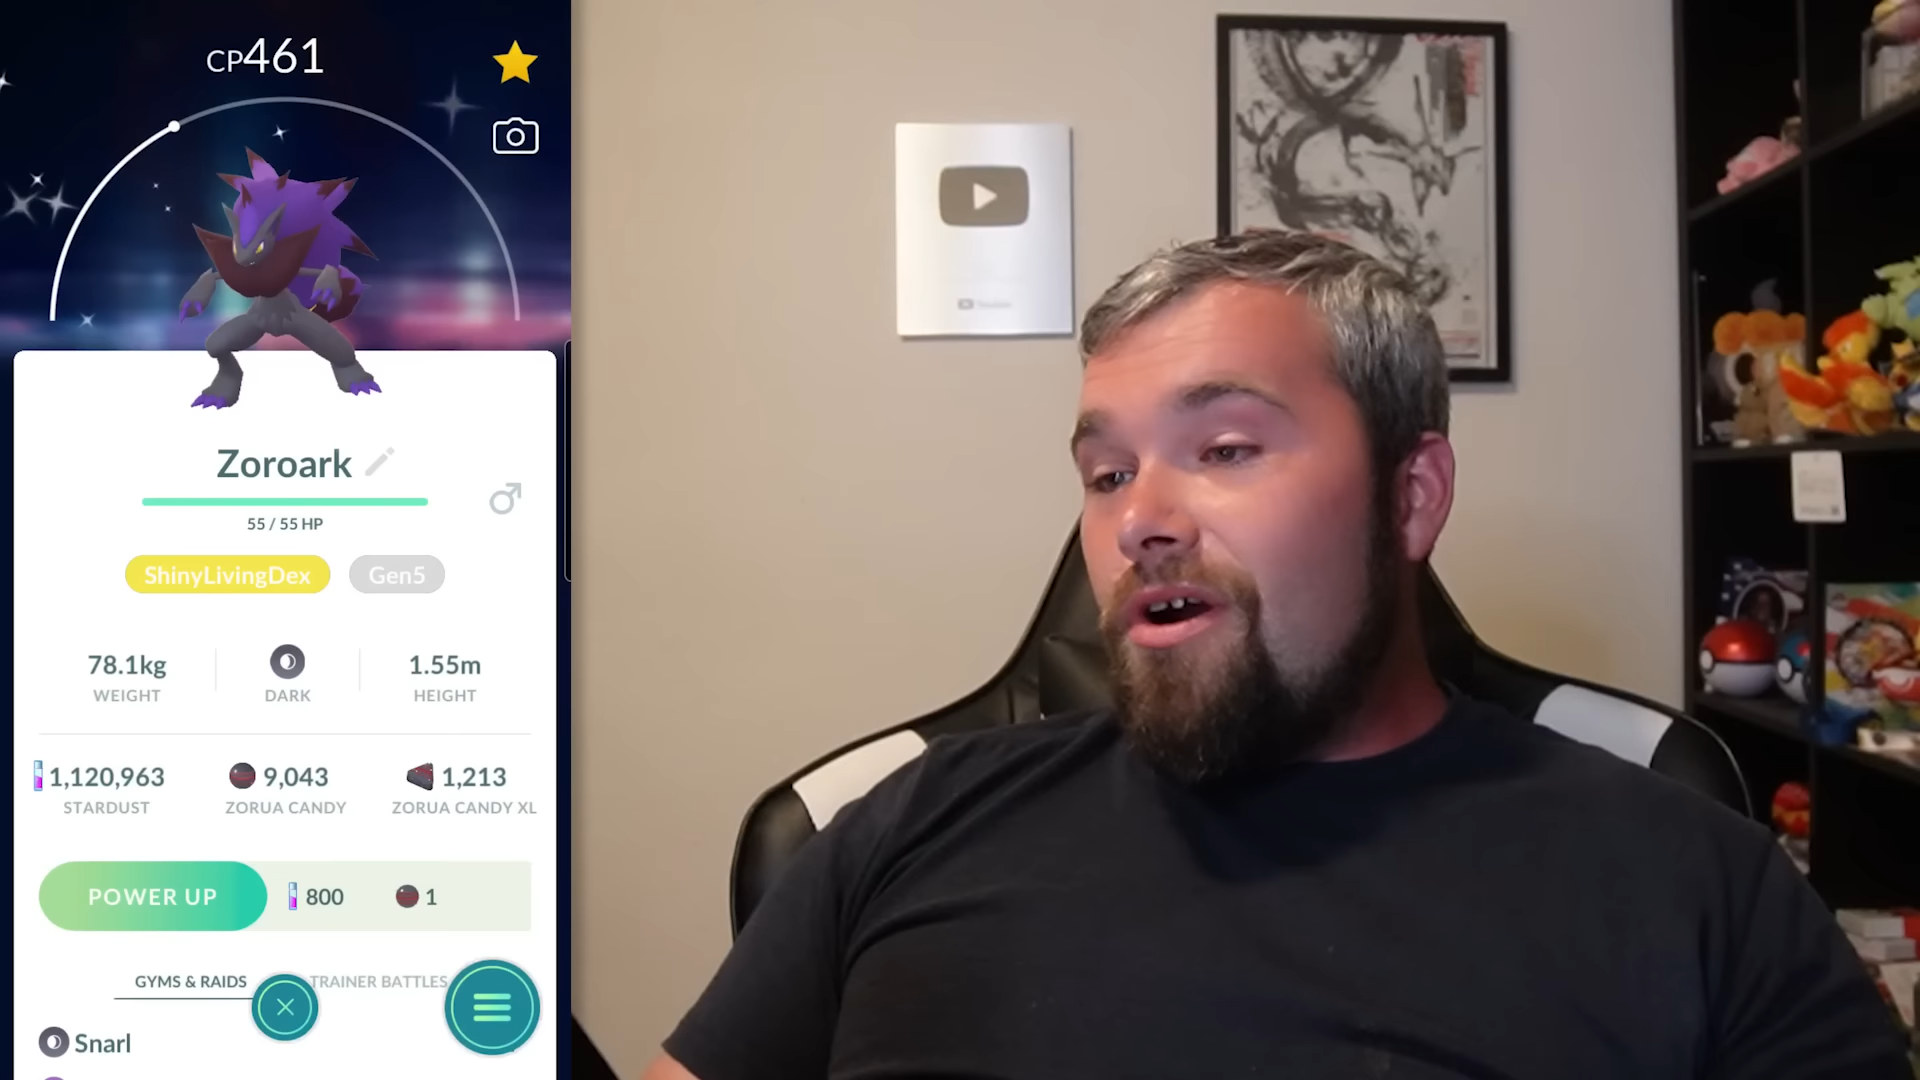 CP461
Zoroark
55 / 55 HP
ShinyLivingDex Gen5
78.1kg 1.55m
WEIGHT DARK HEIGHT
1,120,963 9,043 1,213
STARDUST ZORUA CANDY ZORUA CANDY XL
POWER UP 800 1
GYMS & RAIDS TRAINER BATTLES
Snarl